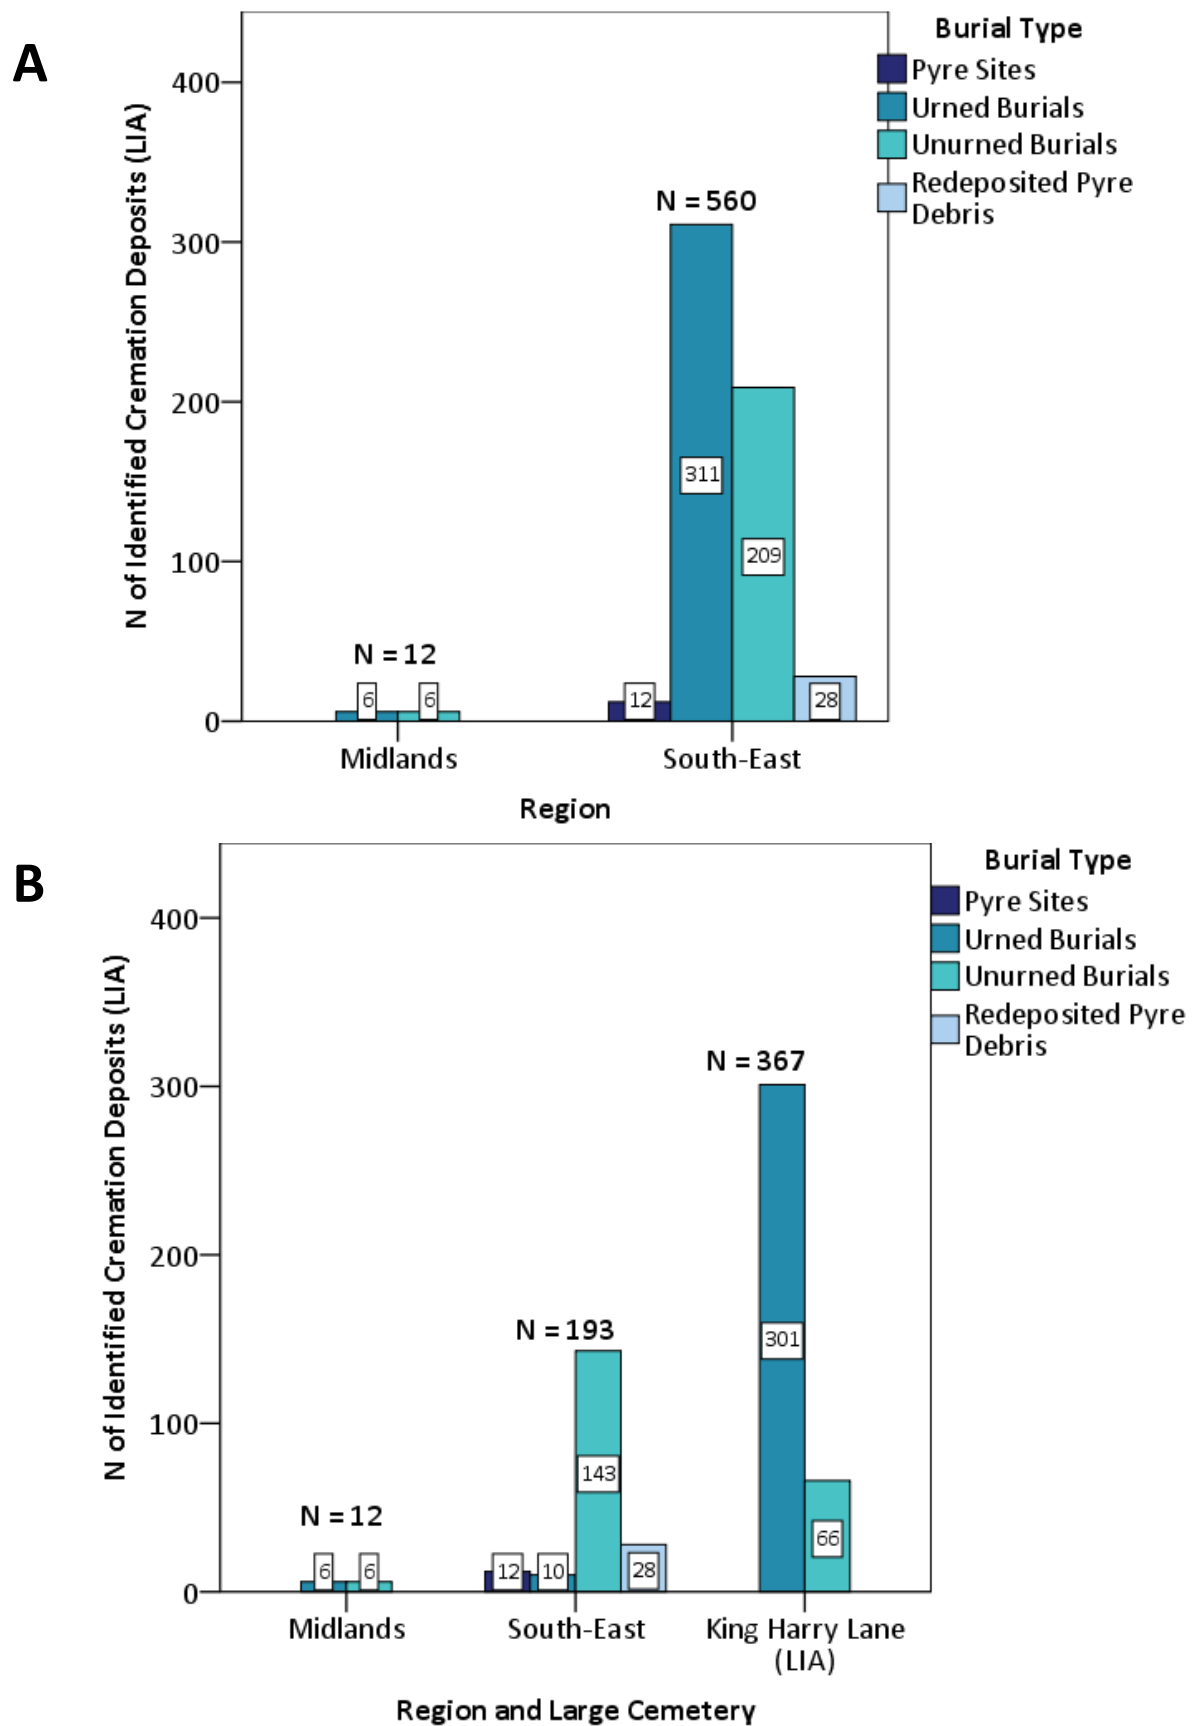 A
Burial Type
Pyre Sites
Urned Burials
Unurned Burials
Redeposited Pyre
Debris
N of Identified Cremation Deposits (LIA)
400
300
200
100
0
N = 12
6
6
N = 560
12
311
209
28
Midlands
South-East
Region
B
Burial Type
Pyre Sites
Urned Burials
Unurned Burials
Redeposited Pyre
Debris
N of Identified Cremation Deposits (LIA)
400
300
200
100
0
N = 12
6
6
N = 193
12
10
143
28
N = 367
301
66
Midlands
South-East
King Harry Lane
(LIA)
Region and Large Cemetery